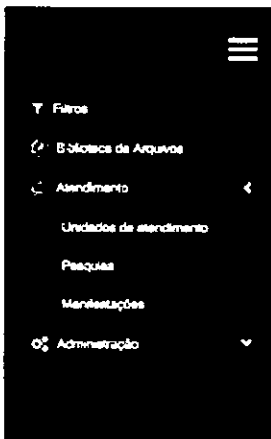 Filtros
Biblioteca de Arquivos
Atendimento
Unidades de atendimento
Pesquisa
Manifestações
Administração